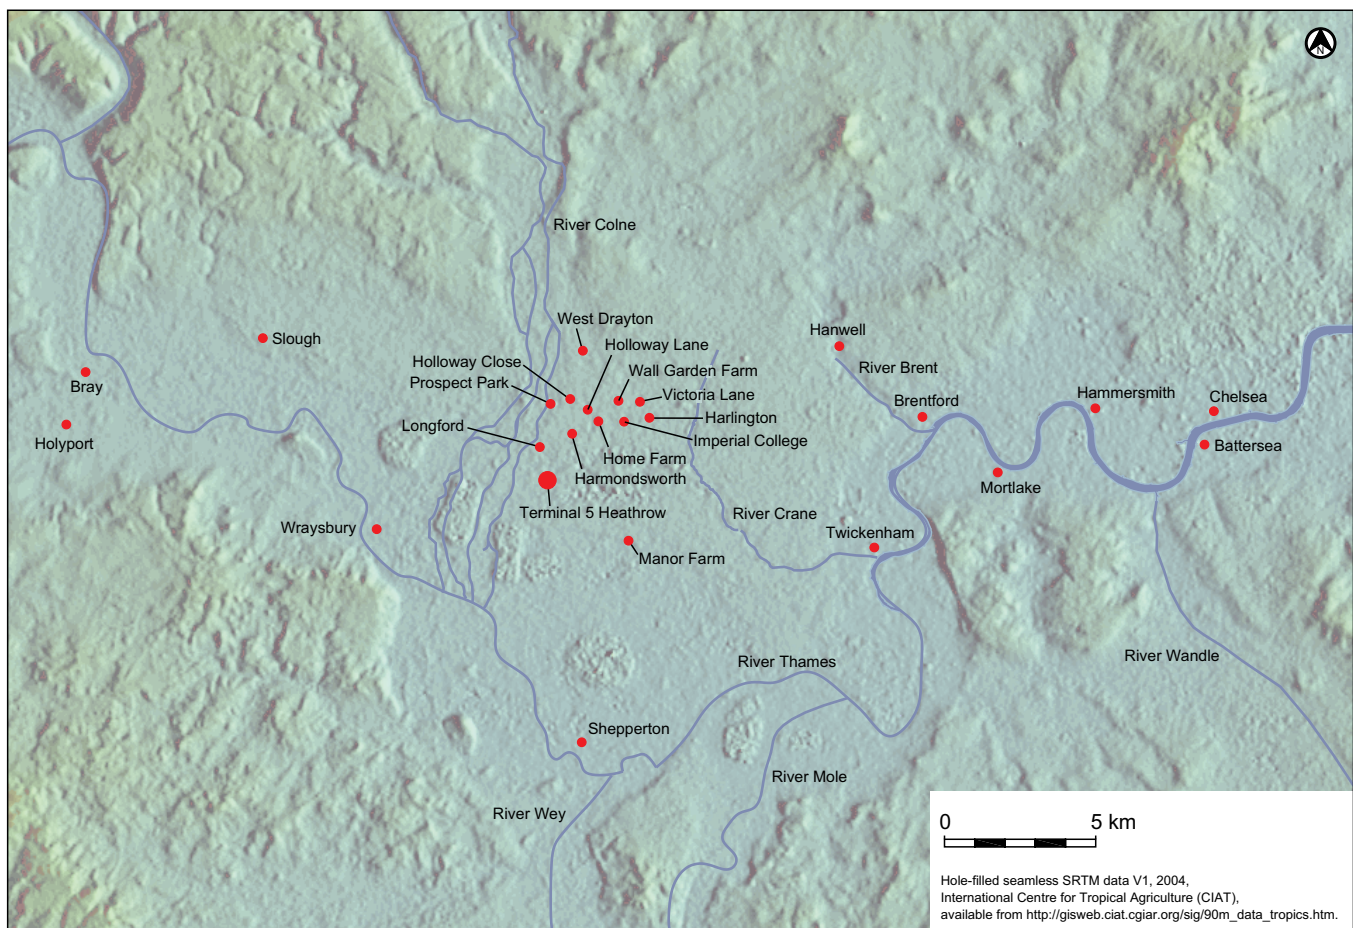 N
River Colne
West Drayton
Hanwell
Slough
Holloway Lane
Holloway Close
River Brent
Wall Garden Farm
Bray
Prospect Park
Victoria Lane
Hammersmith
Brentford
Chelsea
Harlington
Longford
Holyport
Imperial College
Battersea
Home Farm
Harmondsworth
Mortlake
Terminal 5 Heathrow
River Crane
Wraysbury
Twickenham
Manor Farm
River Thames
River Wandle
Shepperton
River Mole
River Wey
0 5 km
Hole-filled seamless SRTM data V1, 2004,
International Centre for Tropical Agriculture (CIAT),
available from http://gisweb.ciat.cgiar.org/sig/90m_data_tropics.htm.